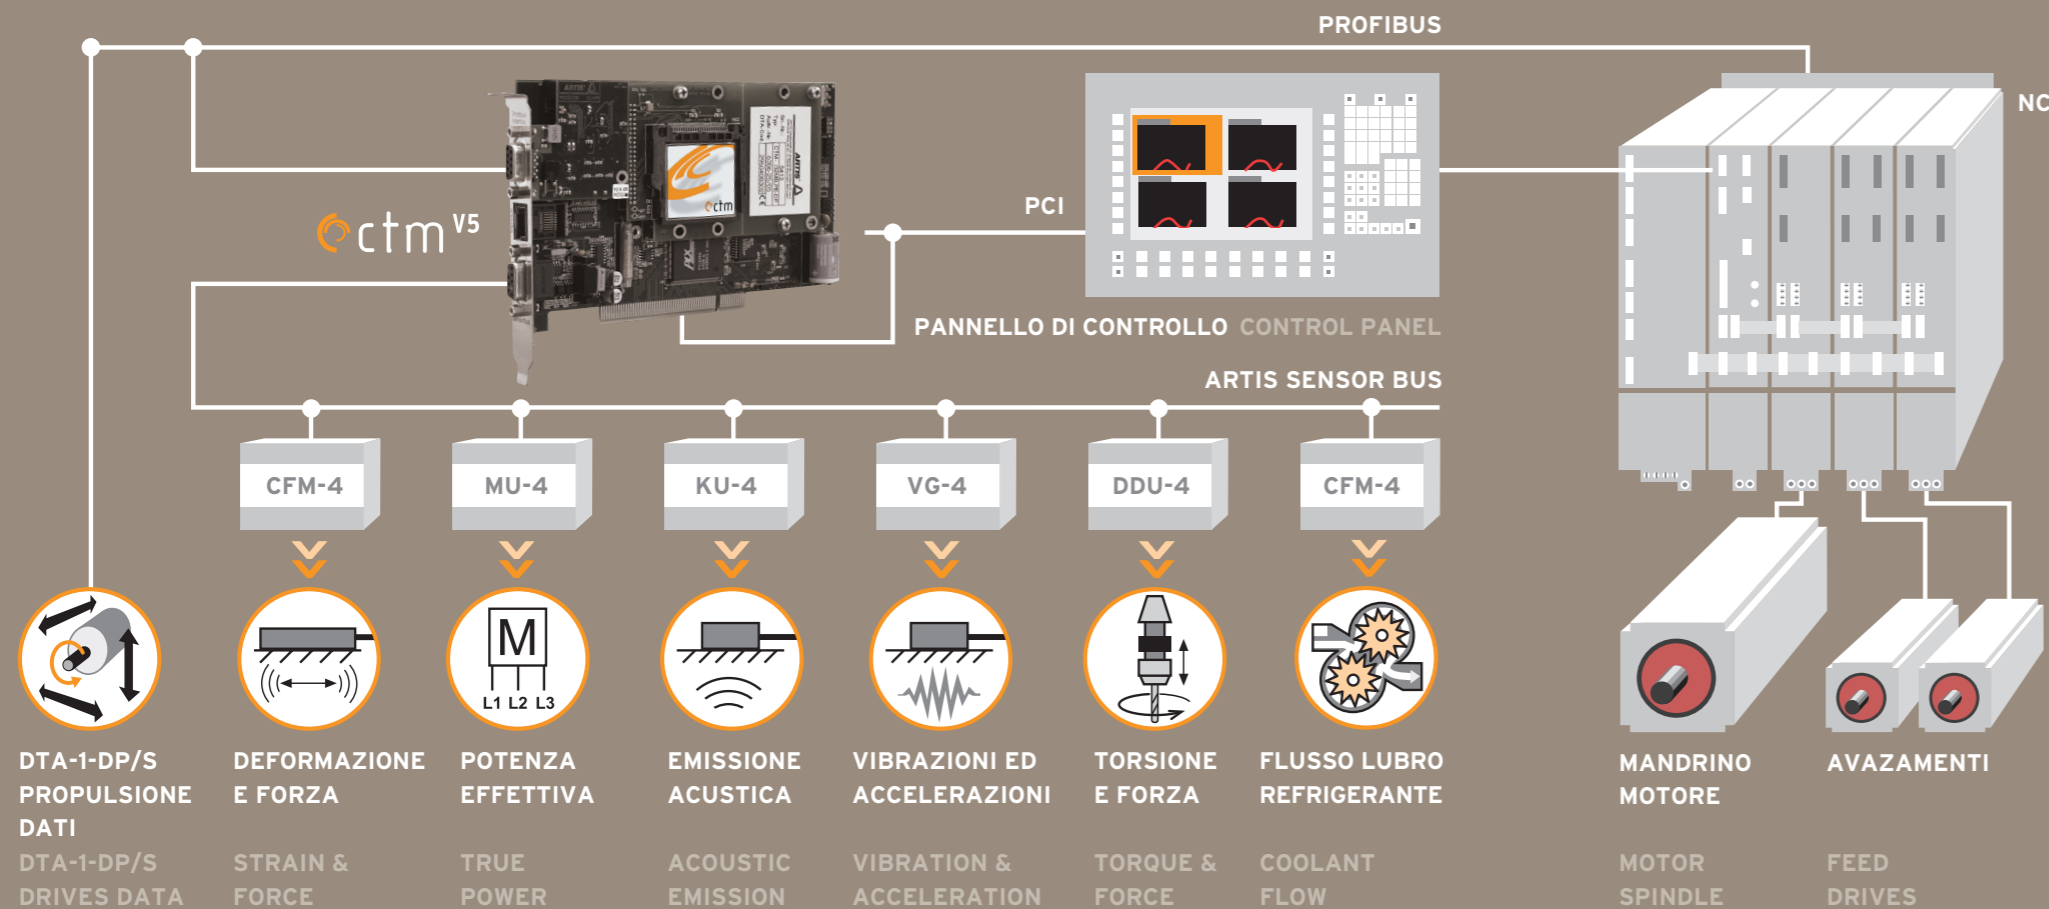 PROFIBUS
NC
ctm V5
ARTIS
ctm
PCI
PANNELLO DI CONTROLLO CONTROL PANEL
ARTIS SENSOR BUS
CFM-4
MU-4
KU-4
VG-4
DDU-4
CFM-4
M
L1 L2 L3
DTA-1-DP/S
PROPULSIONE
DATI
DTA-1-DP/S
DRIVES DATA
DEFORMAZIONE
E FORZA
STRAIN &
FORCE
POTENZA
EFFETTIVA
TRUE
POWER
EMISSIONE
ACUSTICA
ACOUSTIC
EMISSION
VIBRAZIONI ED
ACCELERAZIONI
VIBRATION &
ACCELERATION
TORSIONE
E FORZA
TORQUE &
FORCE
FLUSSO LUBRO
REFRIGERANTE
COOLANT
FLOW
MANDRINO
MOTORE
MOTOR
SPINDLE
AVAZAMENTI
FEED
DRIVES